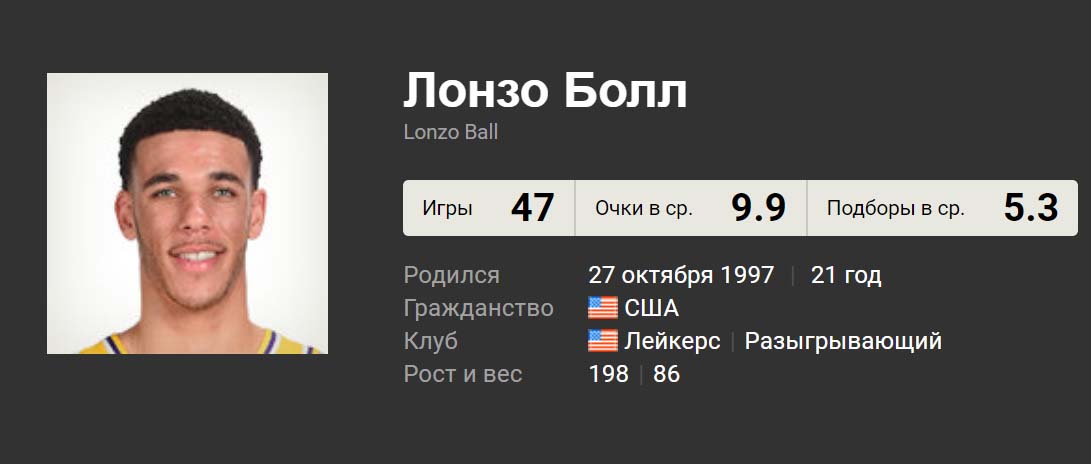 Лонзо Болл
Lonzo Ball
Игры 47 Очки в ср. 9.9 Подборы в ср. 5.3
Родился 27 октября 1997 | 21 год
Гражданство США
Клуб Лейкерс | Разыгрывающий
Рост и вес 198 | 86